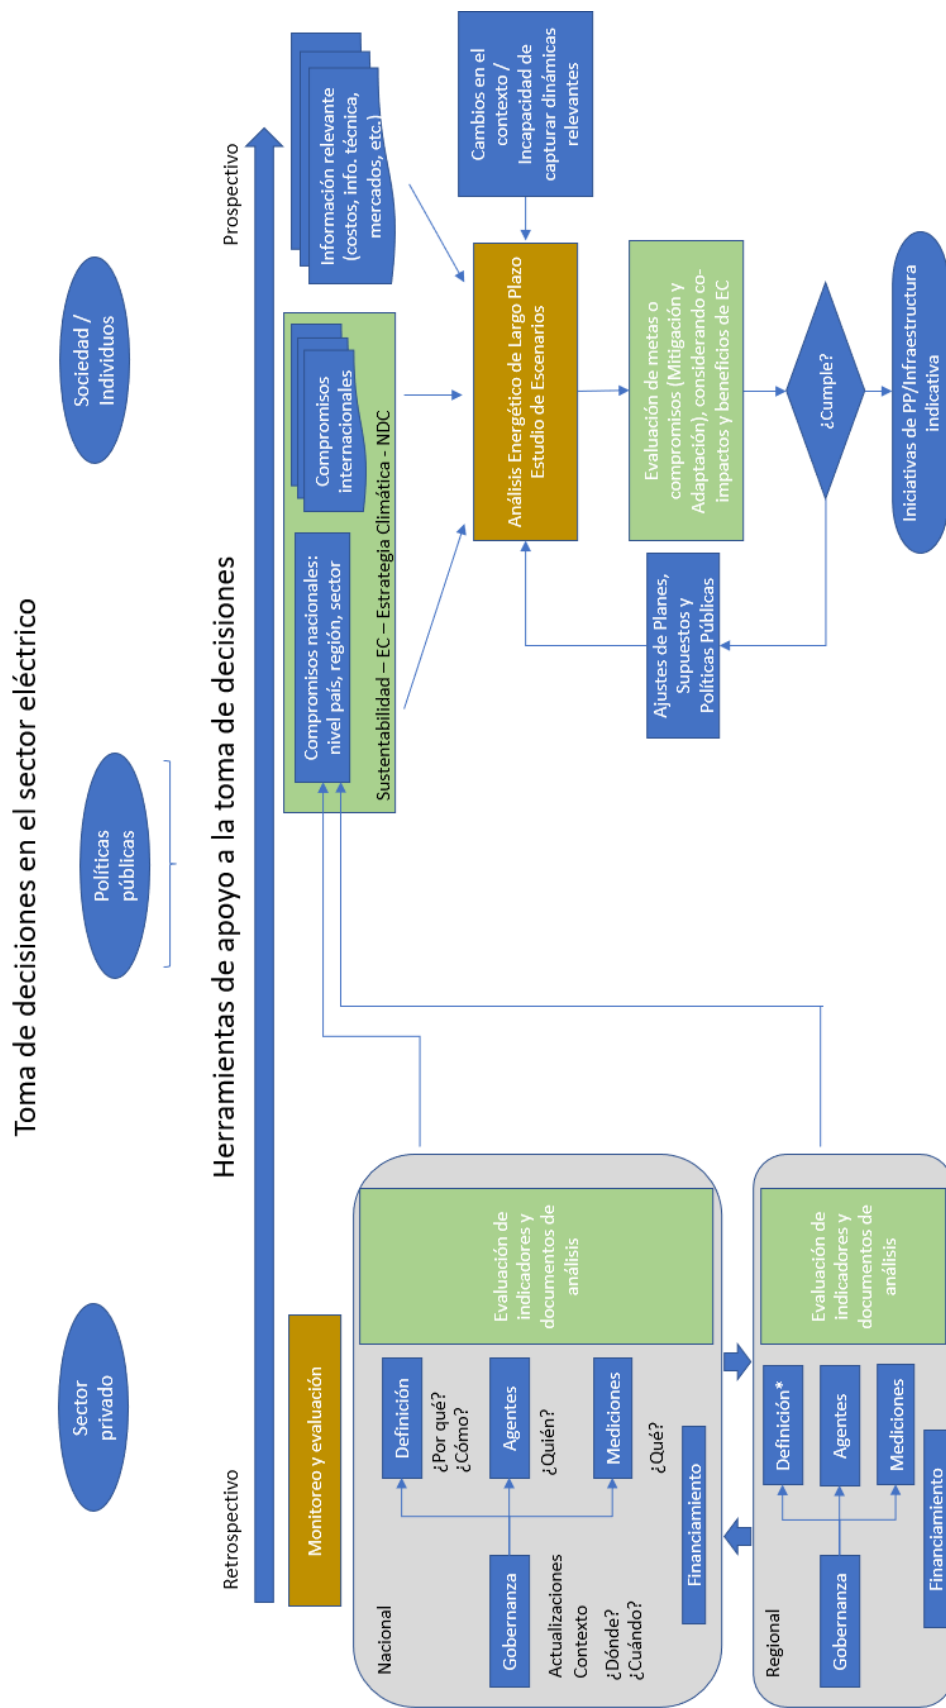 Toma de decisiones en el sector eléctrico
Sector
privado
Políticas
públicas
Sociedad /
Individuos
Herramientas de apoyo a la toma de decisiones
Retrospectivo
Prospectivo
Monitoreo y evaluación
Nacional
Gobernanza
Actualizaciones
Contexto
¿Dónde?
¿Cuándo?
Definición
¿Por qué?
¿Cómo?
Agentes
¿Quién?
Mediciones
¿Qué?
Financiamiento
Evaluación de
indicadores y
documentos de
análisis
Regional
Gobernanza
Definición*
Agentes
Mediciones
Financiamiento
Evaluación de
indicadores y
documentos de
análisis
Compromisos nacionales:
nivel país, región, sector
Compromisos
internacionales
Sustentabilidad – EC – Estrategia Climática - NDC
Información relevante
(costos, info. técnica,
mercados, etc.)
Análisis Energético de Largo Plazo
Estudio de Escenarios
Cambios en el
contexto /
Incapacidad de
capturar dinámicas
relevantes
Evaluación de metas o
compromisos (Mitigación y
Adaptación), considerando co-
impactos y beneficios de EC
Ajustes de Planes,
Supuestos y
Políticas Públicas
¿Cumple?
Iniciativas de PP/Infraestructura
indicativa